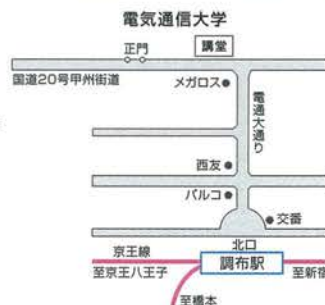 電気通信大学
正門
講堂
国道20号甲州街道
メガロス
電通大通り
西友
パルコ
交番
北口
京王線
調布駅
至京王八王子
至新宿
至橋本